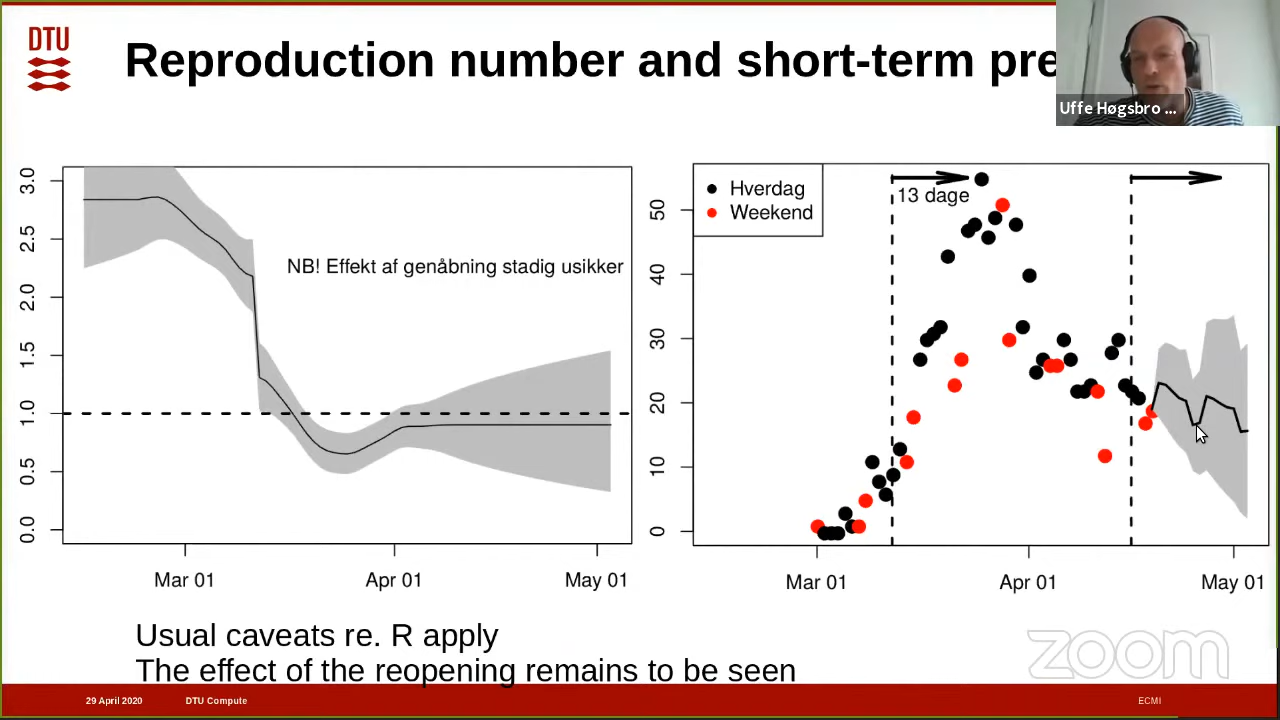 DTU
Reproduction number and short-term pre
Uffe Høgsbro ...
3.0
2.5
2.0
1.5
1.0
0.5
0.0
NB! Effekt af genåbning stadig usikker
Mar 01
Apr 01
May 01
Hverdag
Weekend
13 dage
50
40
30
20
10
0
Mar 01
Apr 01
May 01
Usual caveats re. R apply
The effect of the reopening remains to be seen
zoom
29 April 2020
DTU Compute
ECMI